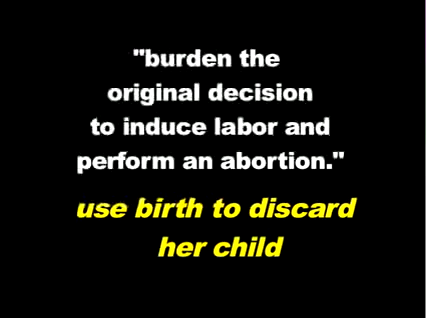 "burden the
original decision
to induce labor and
perform an abortion."
use birth to discard
her child